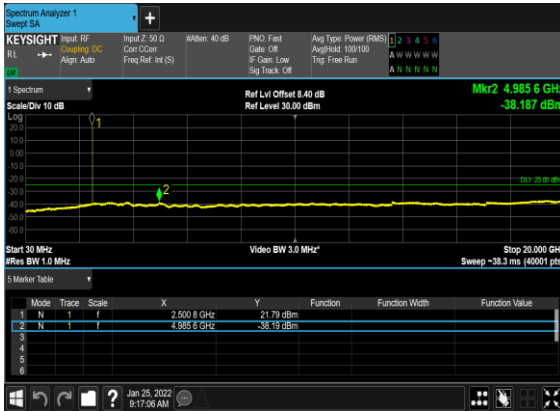 Spectrum Analyzer 1
Swept SA
+
KEYSIGHT
RL
Input: RF
Coupling: DC
Align: Auto
Input Z: 50 Ω
Corr CCorr
Freq Ref: Int (S)
#Atten: 40 dB
PNO: Fast
Gate: Off
IF Gain: Low
Sig Track: Off
Avg Type: Power (RMS)
Avg|Hold: 100/100
Trig: Free Run
1 2 3 4 5 6
A W W W W W
A N N N N N
1 Spectrum
Scale/Div 10 dB
Ref Lvl Offset 8.40 dB
Ref Level 30.00 dBm
Mkr2 4.985 6 GHz
-38.187 dBm
Log
20.0
10.0
0.00
-10.0
-20.0
-30.0
-40.0
-50.0
-60.0
1
2
DL1 -25.00 dBm
Start 30 MHz
#Res BW 1.0 MHz
Video BW 3.0 MHz*
Stop 20.000 GHz
Sweep ~38.3 ms (40001 pts)
5 Marker Table
Mode Trace Scale X Y Function Function Width Function Value
1 N 1 f 2.500 8 GHz 21.79 dBm
2 N 1 f 4.985 6 GHz -38.19 dBm
3
4
5
6
?
Jan 25, 2022
9:17:06 AM